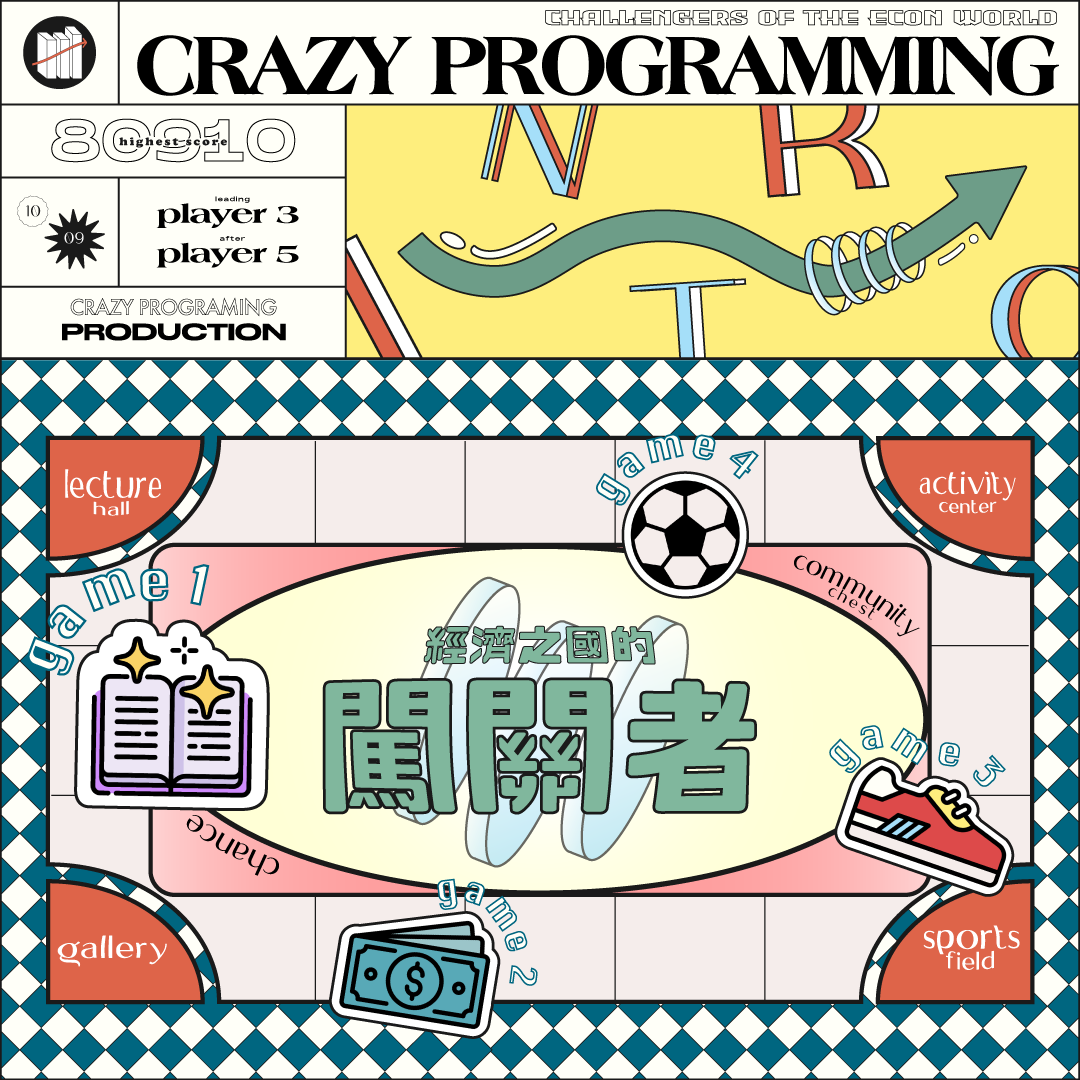 CHALLENGERS OF THE ECON WORLD
CRAZY PROGRAMMING
80910
highest score
10
09
leading
player 3
after
player 5
CRAZY PROGRAMING
PRODUCTION
N R
T O
lecture
hall
activity
center
game 4
game 1
community
chest
經濟之國的
闖關者
game 3
chance
game 2
gallery
sports
field
$